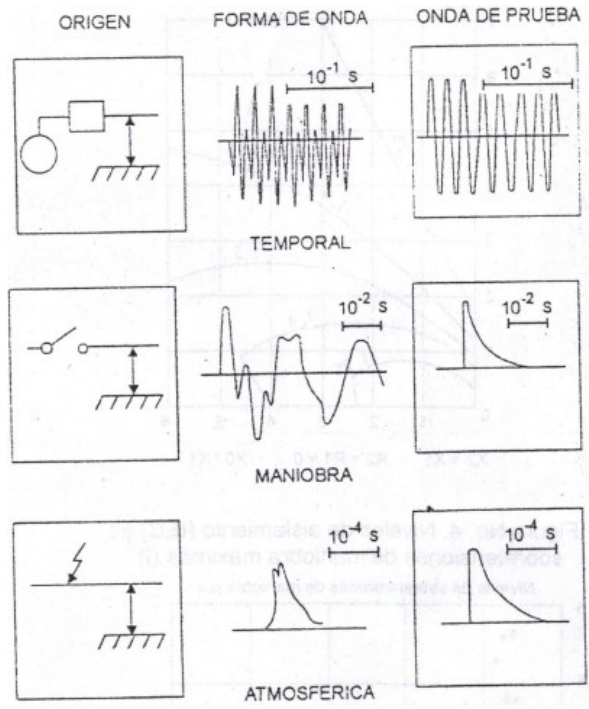 ORIGEN
FORMA DE ONDA
ONDA DE PRUEBA
10⁻¹ s
10⁻¹ s
TEMPORAL
10⁻² s
10⁻² s
MANIOBRA
10⁻⁴ s
10⁻⁴ s
ATMOSFERICA